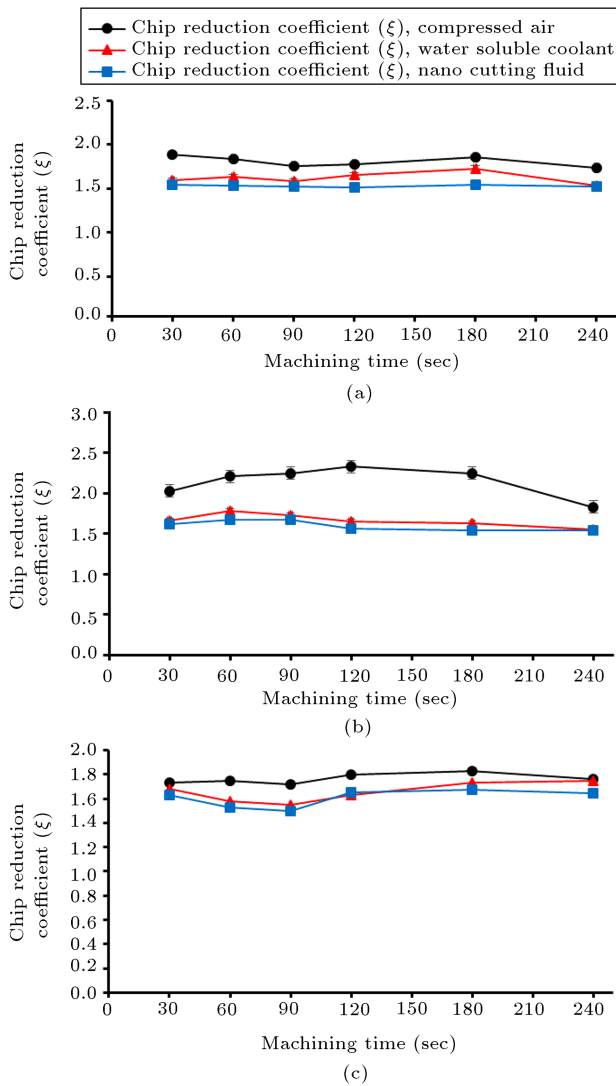 Chip reduction coefficient (ξ), compressed air
Chip reduction coefficient (ξ), water soluble coolant
Chip reduction coefficient (ξ), nano cutting fluid
2.5
2.0
1.5
1.0
0.5
0.0
Chip reduction
coefficient (ξ)
0 30 60 90 120 150 180 210 240
Machining time (sec)
(a)
3.0
2.5
2.0
1.5
1.0
0.5
0.0
Chip reduction
coefficient (ξ)
0 30 60 90 120 150 180 210 240
Machining time (sec)
(b)
2.0
1.8
1.6
1.4
1.2
1.0
0.8
0.6
0.4
0.2
0.0
Chip reduction
coefficient (ξ)
0 30 60 90 120 150 180 210 240
Machining time (sec)
(c)